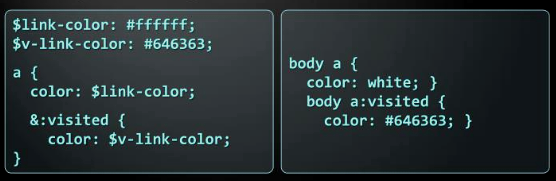 $link-color: #ffffff;
$v-link-color: #646363;
a {
color: $link-color;
&:visited {
color: $v-link-color;
}
body a {
color: white; }
body a:visited {
color: #646363; }